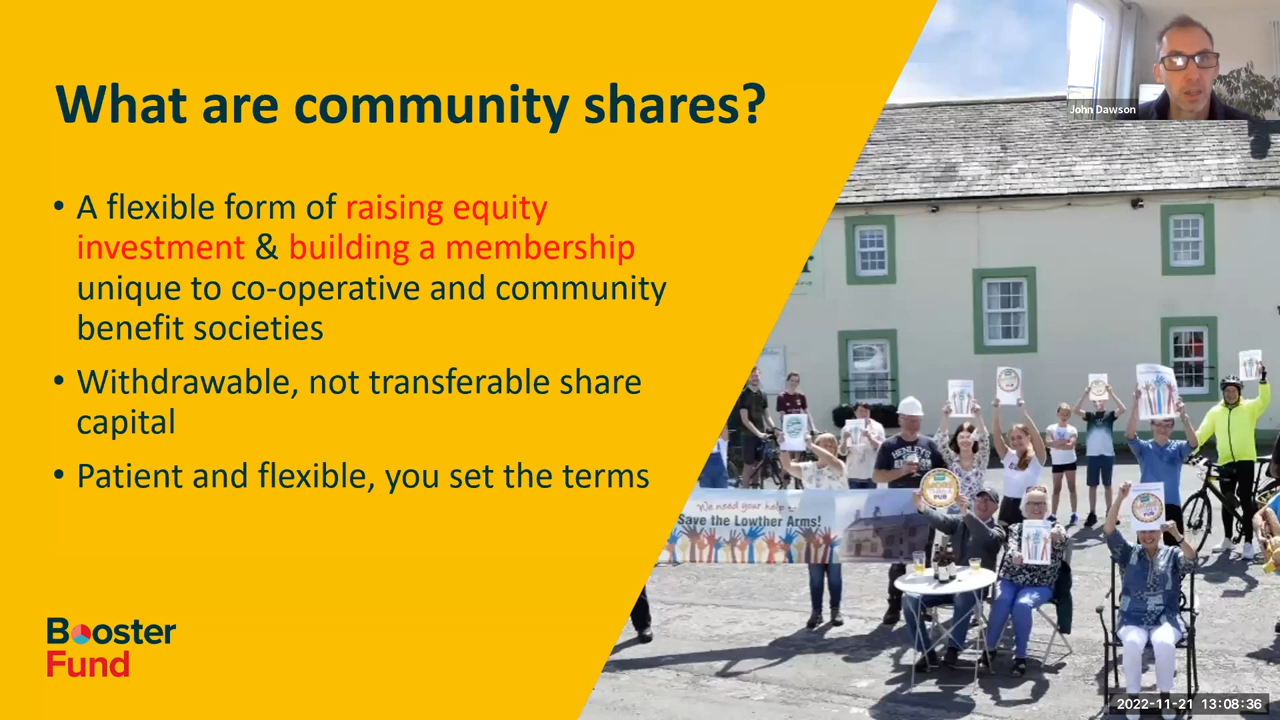 What are community shares?
• A flexible form of raising equity
investment & building a membership
unique to co-operative and community
benefit societies
• Withdrawable, not transferable share
capital
• Patient and flexible, you set the terms
Booster
Fund
John Dawson
We need your help
Save the Lowther Arms!
HENLEY'S
PUB
2022-11-21 13:08:36